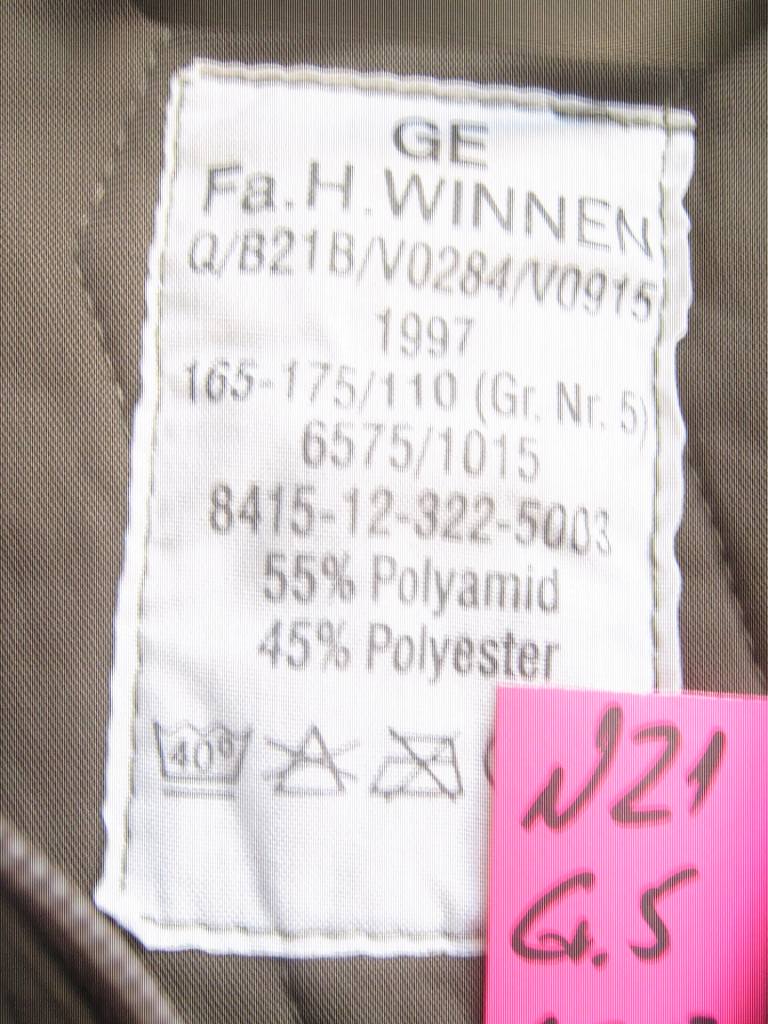 GE
Fa. H. WINNEN
Q/B21B/V0284/V0915
1997
165-175/110 (Gr. Nr. 5)
6575/1015
8415-12-322-5003
55% Polyamid
45% Polyester
40°
N21
G.5